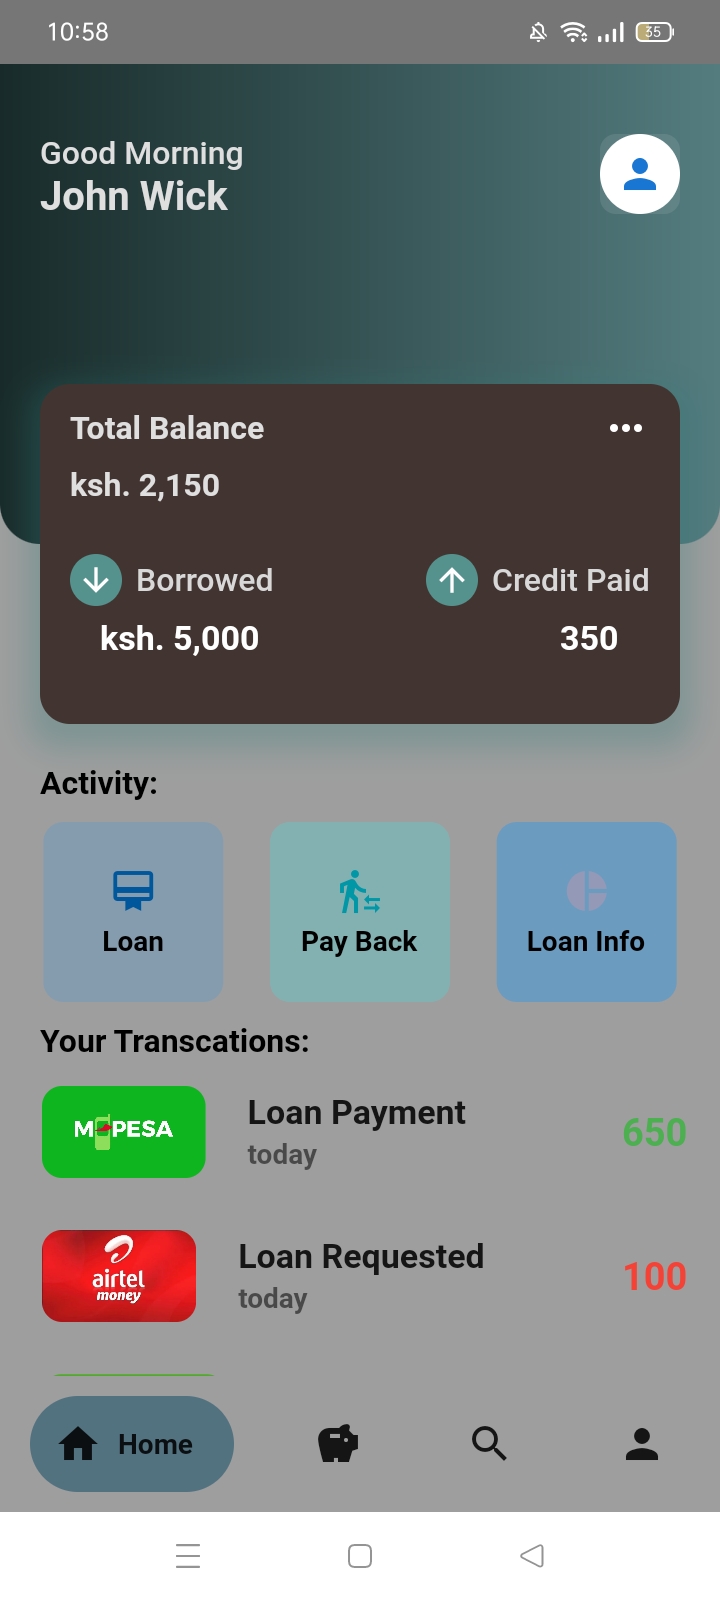 10:58
35
Good Morning
John Wick
Total Balance
ksh. 2,150
Borrowed
Credit Paid
ksh. 5,000
350
Activity:
Loan
Pay Back
Loan Info
Your Transcations:
M-PESA
Loan Payment
today
650
airtel
money
Loan Requested
today
100
Home